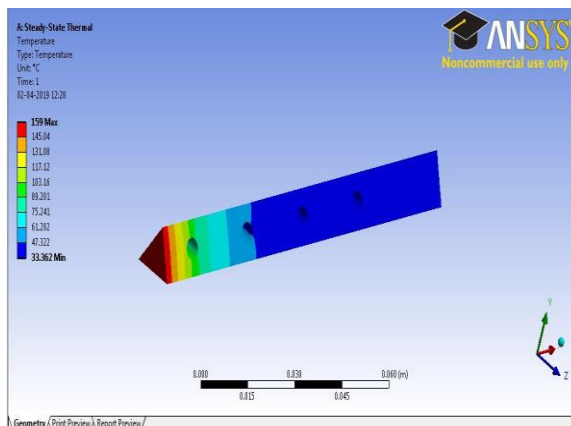 A: Steady-State Thermal
Temperature
Type: Temperature
Unit: °C
Time: 1
02-04-2019 12:28
159 Max
145.04
131.08
117.12
103.16
89.201
75.241
61.282
47.322
33.362 Min
ANSYS
Noncommercial use only
0.000
0.030
0.060 (m)
0.015
0.045
Y
Z
Geometry / Print Preview / Report Preview /